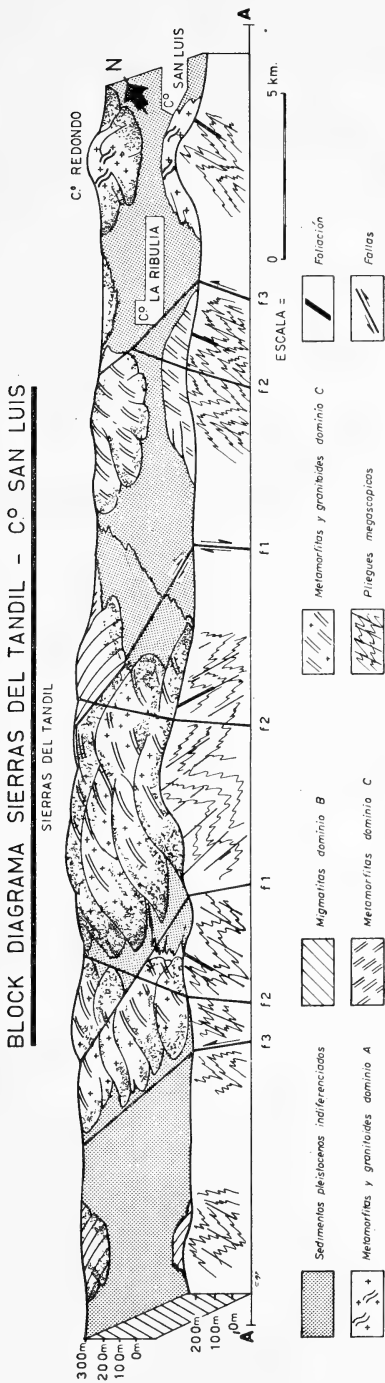 BLOCK DIAGRAMA SIERRAS DEL TANDIL - Cº SAN LUIS
SIERRAS DEL TANDIL
Cº REDONDO
N
A
Cº SAN LUIS
Cº LA RIBULIA
300m
200m
100m
0m
200m
100m
0m
A'
f3
f2
f1
f2
f1
f2
f3
ESCALA =
0
5 km.
Sedimentos pleistocenos indiferenciados
Migmatitas dominio B
Metamorfitas y granitoides dominio C
Foliación
Metamorfitas y granitoides dominio A
Metamorfitas dominio C
Pliegues megascopicos
Fallas